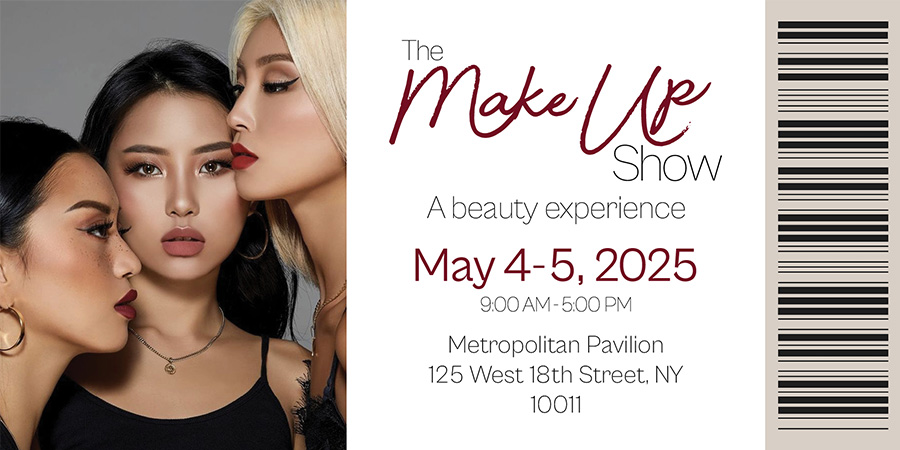 The
Make Up
Show
A beauty experience
May 4-5, 2025
9:00 AM - 5:00 PM
Metropolitan Pavilion
125 West 18th Street, NY
10011